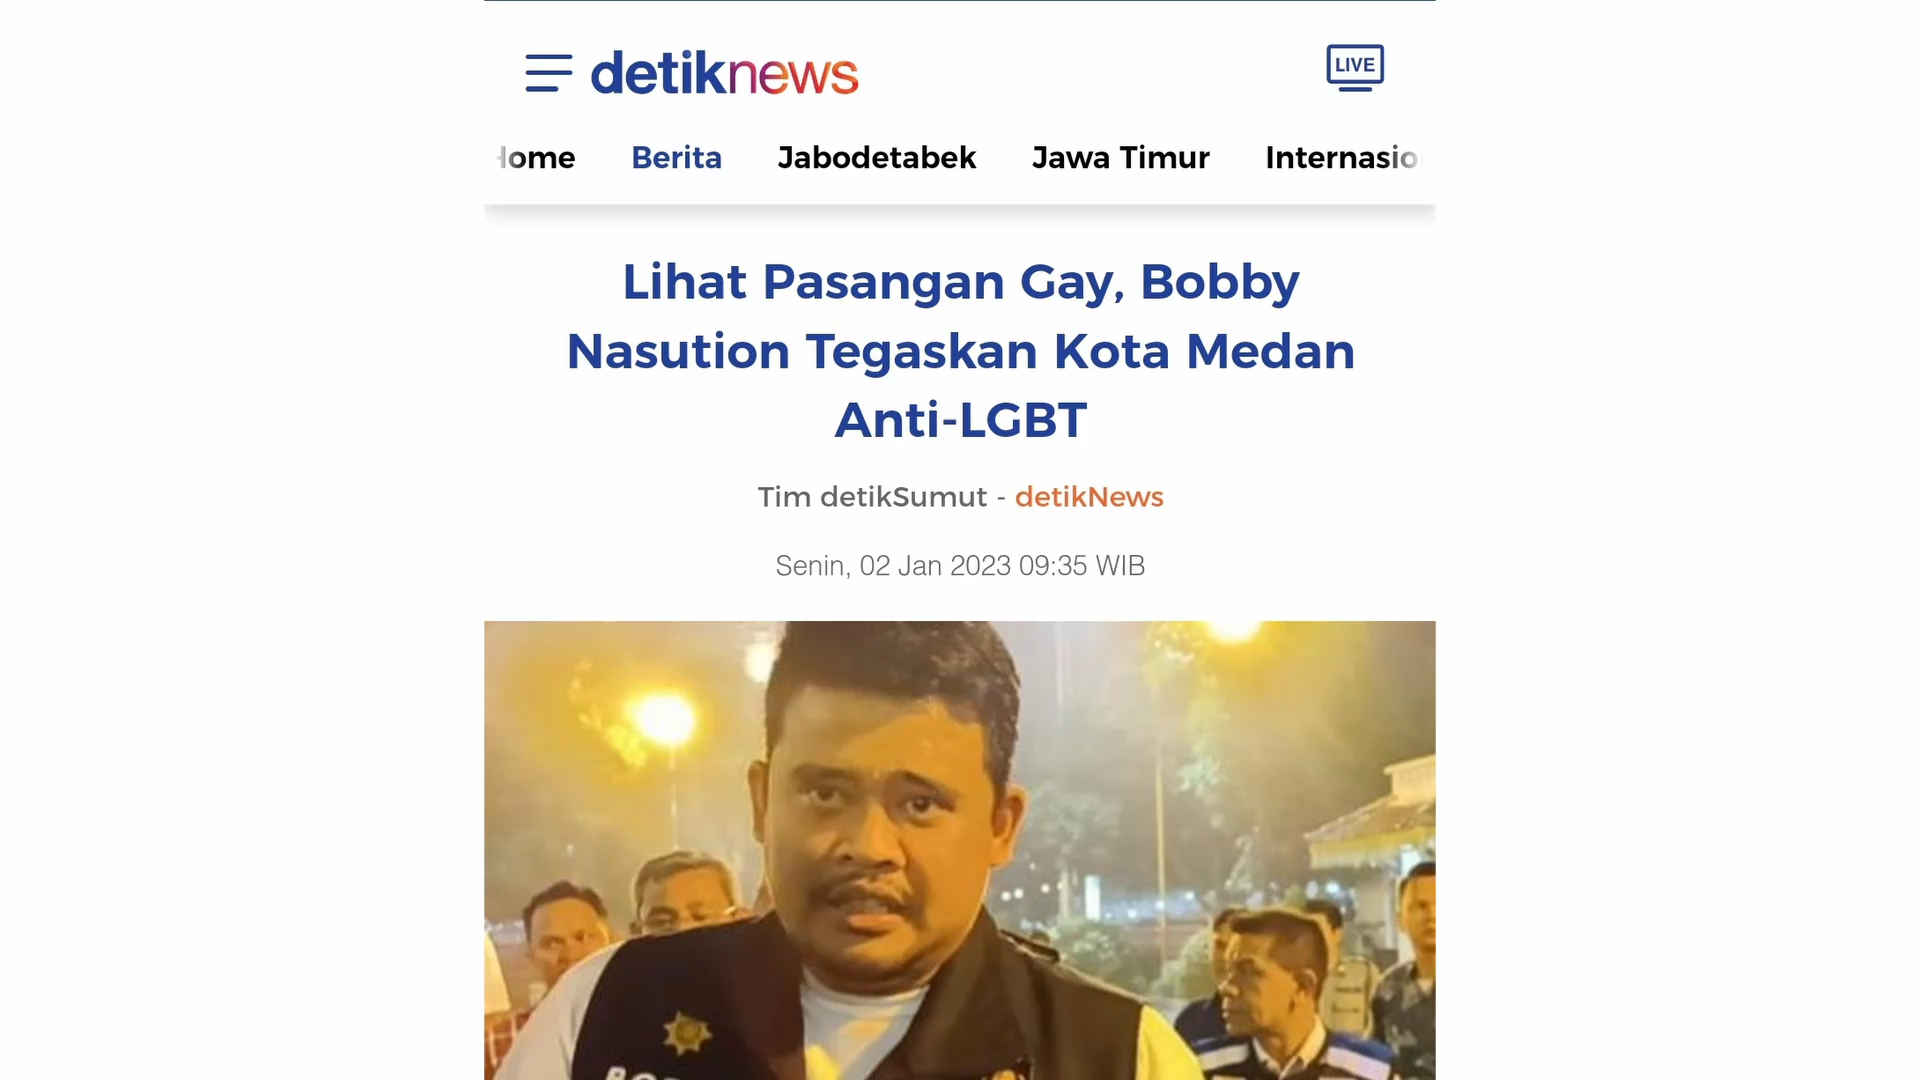 detiknews
LIVE
Home Berita Jabodetabek Jawa Timur Internasio
Lihat Pasangan Gay, Bobby
Nasution Tegaskan Kota Medan
Anti-LGBT
Tim detikSumut - detikNews
Senin, 02 Jan 2023 09:35 WIB